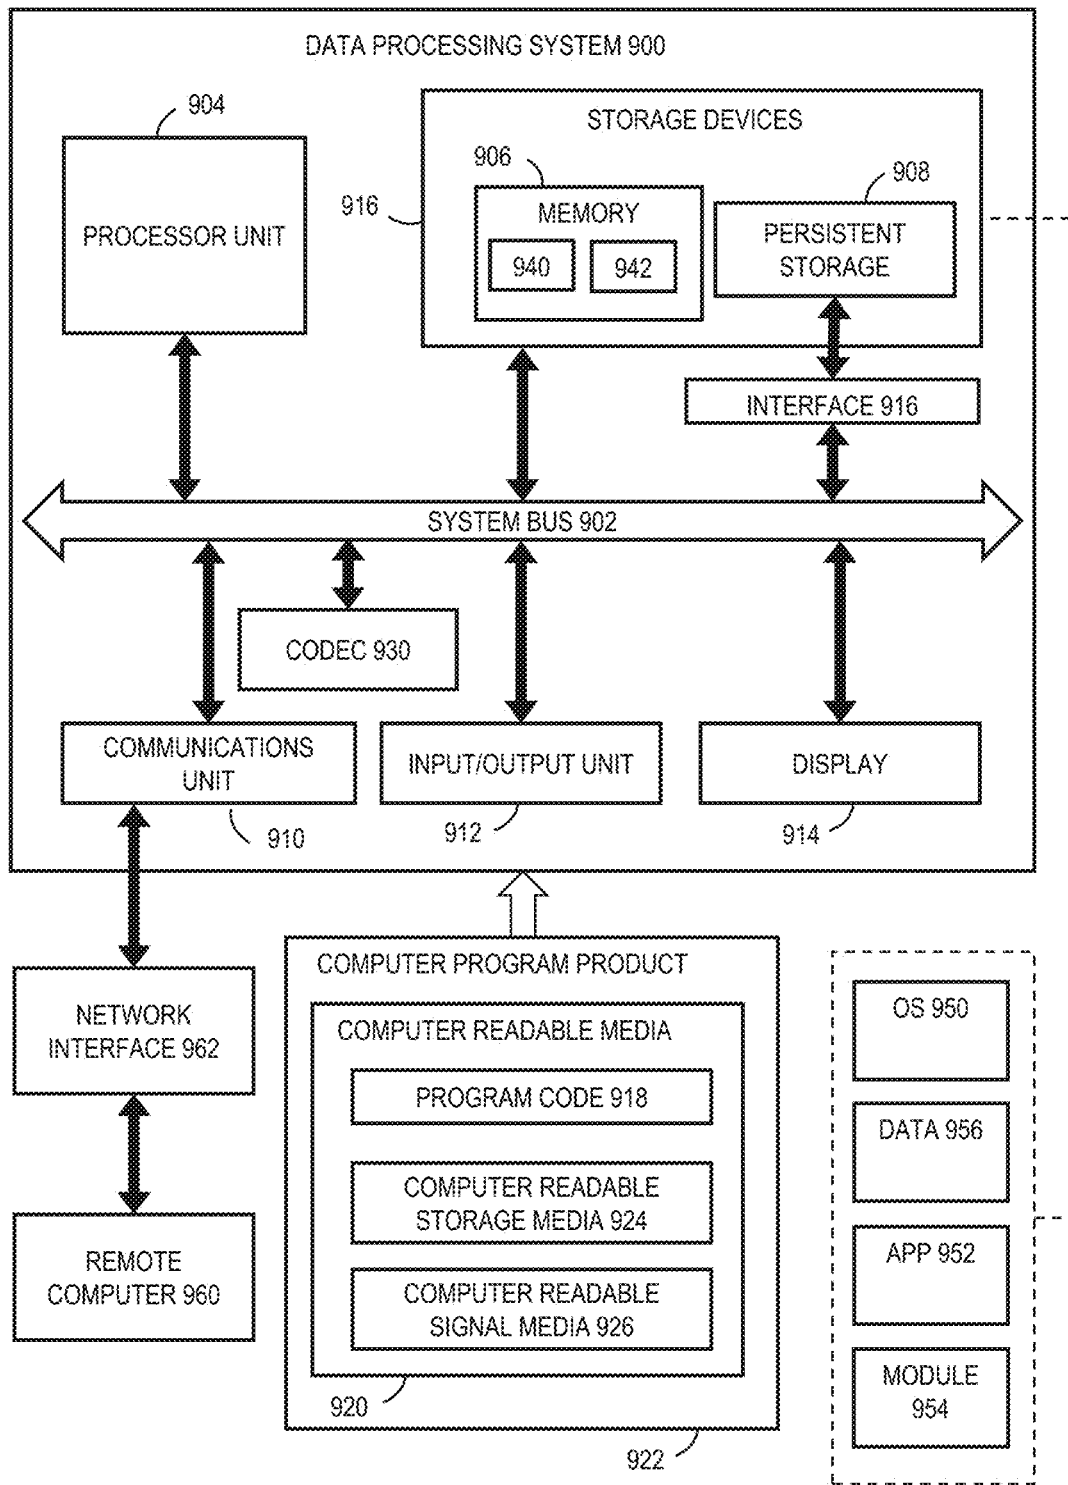 DATA PROCESSING SYSTEM 900
904
PROCESSOR UNIT
STORAGE DEVICES
916
906
MEMORY
940
942
908
PERSISTENT
STORAGE
INTERFACE 916
SYSTEM BUS 902
CODEC 930
COMMUNICATIONS
UNIT
910
INPUT/OUTPUT UNIT
912
DISPLAY
914
NETWORK
INTERFACE 962
REMOTE
COMPUTER 960
COMPUTER PROGRAM PRODUCT
COMPUTER READABLE MEDIA
PROGRAM CODE 918
COMPUTER READABLE
STORAGE MEDIA 924
COMPUTER READABLE
SIGNAL MEDIA 926
920
922
OS 950
DATA 956
APP 952
MODULE
954